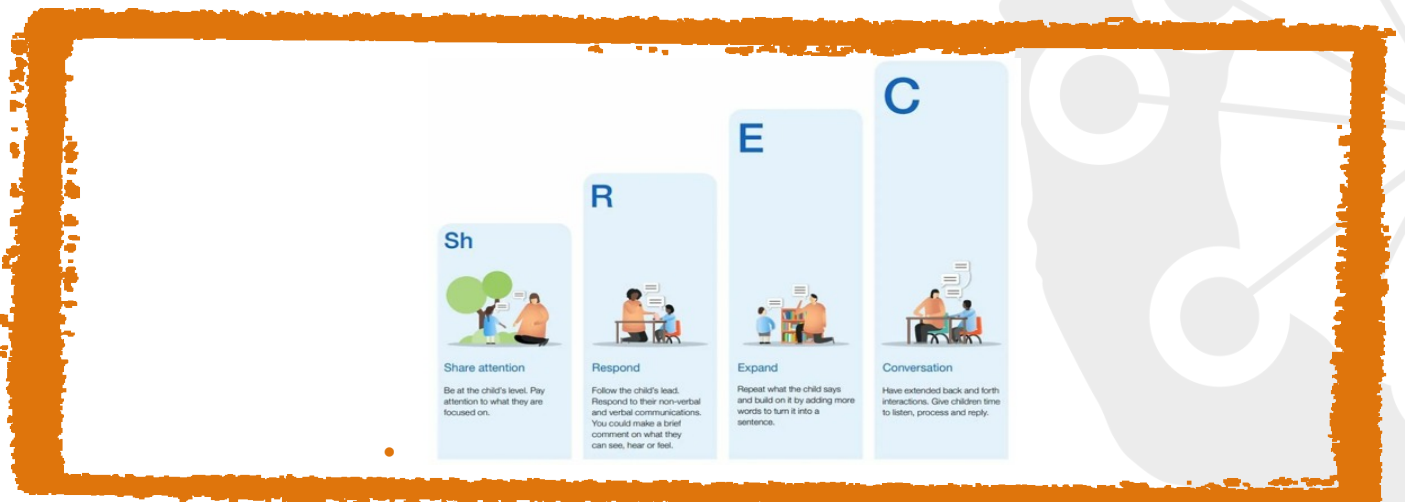 Sh
Share attention
Be at the child's level. Pay
attention to what they are
focused on.
R
Respond
Follow the child's lead.
Respond to their non-verbal
and verbal communications.
You could make a brief
comment on what they
can see, hear or feel.
E
Expand
Repeat what the child says
and build on it by adding more
words to turn it into a
sentence.
C
Conversation
Have extended back and forth
interactions. Give children time
to listen, process and reply.